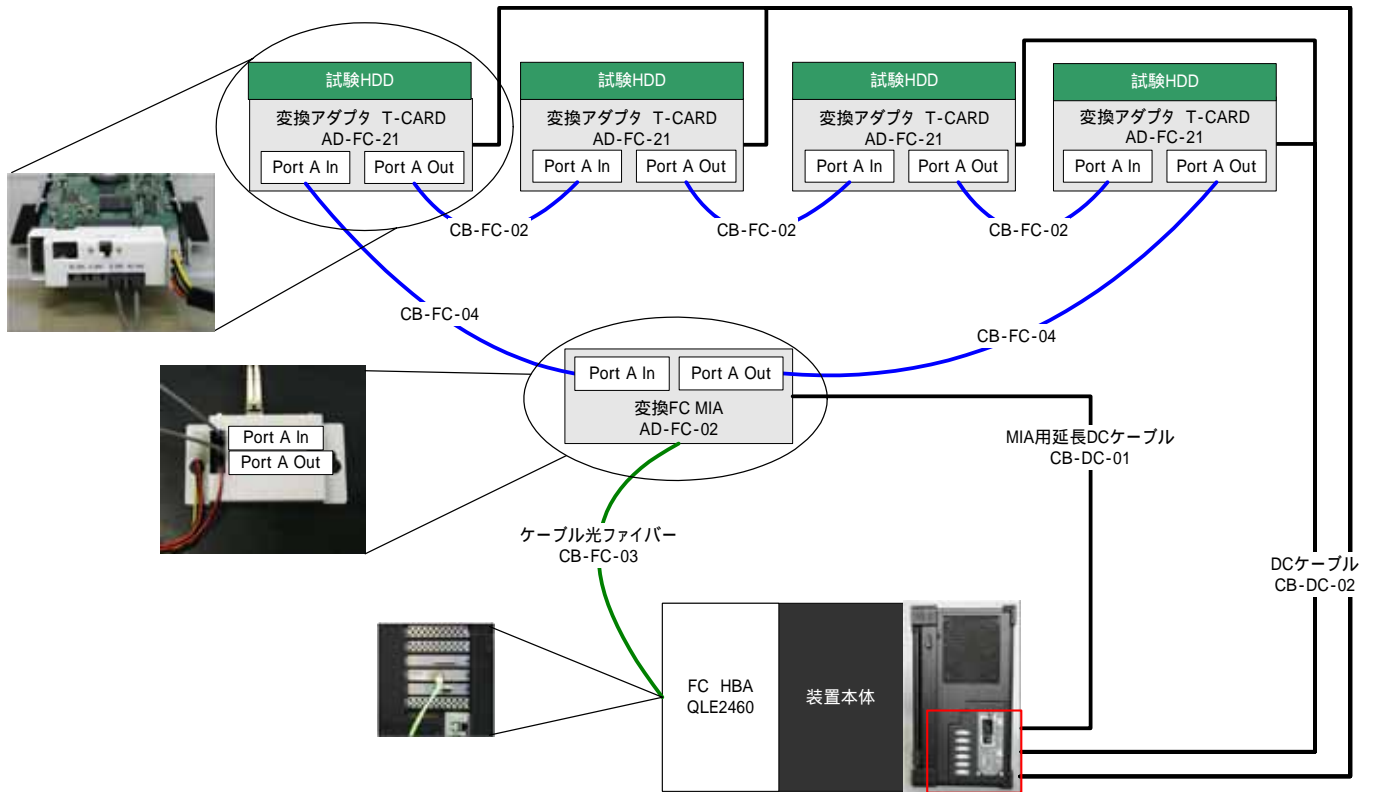 試験HDD
変換アダプタ T-CARD
AD-FC-21
Port A In
Port A Out
試験HDD
変換アダプタ T-CARD
AD-FC-21
Port A In
Port A Out
試験HDD
変換アダプタ T-CARD
AD-FC-21
Port A In
Port A Out
試験HDD
変換アダプタ T-CARD
AD-FC-21
Port A In
Port A Out
CB-FC-02
CB-FC-02
CB-FC-02
CB-FC-04
CB-FC-04
Port A In
Port A Out
変換FC MIA
AD-FC-02
Port A In
Port A Out
MIA用延長DCケーブル
CB-DC-01
ケーブル光ファイバー
CB-FC-03
DCケーブル
CB-DC-02
FC HBA
QLE2460
装置本体